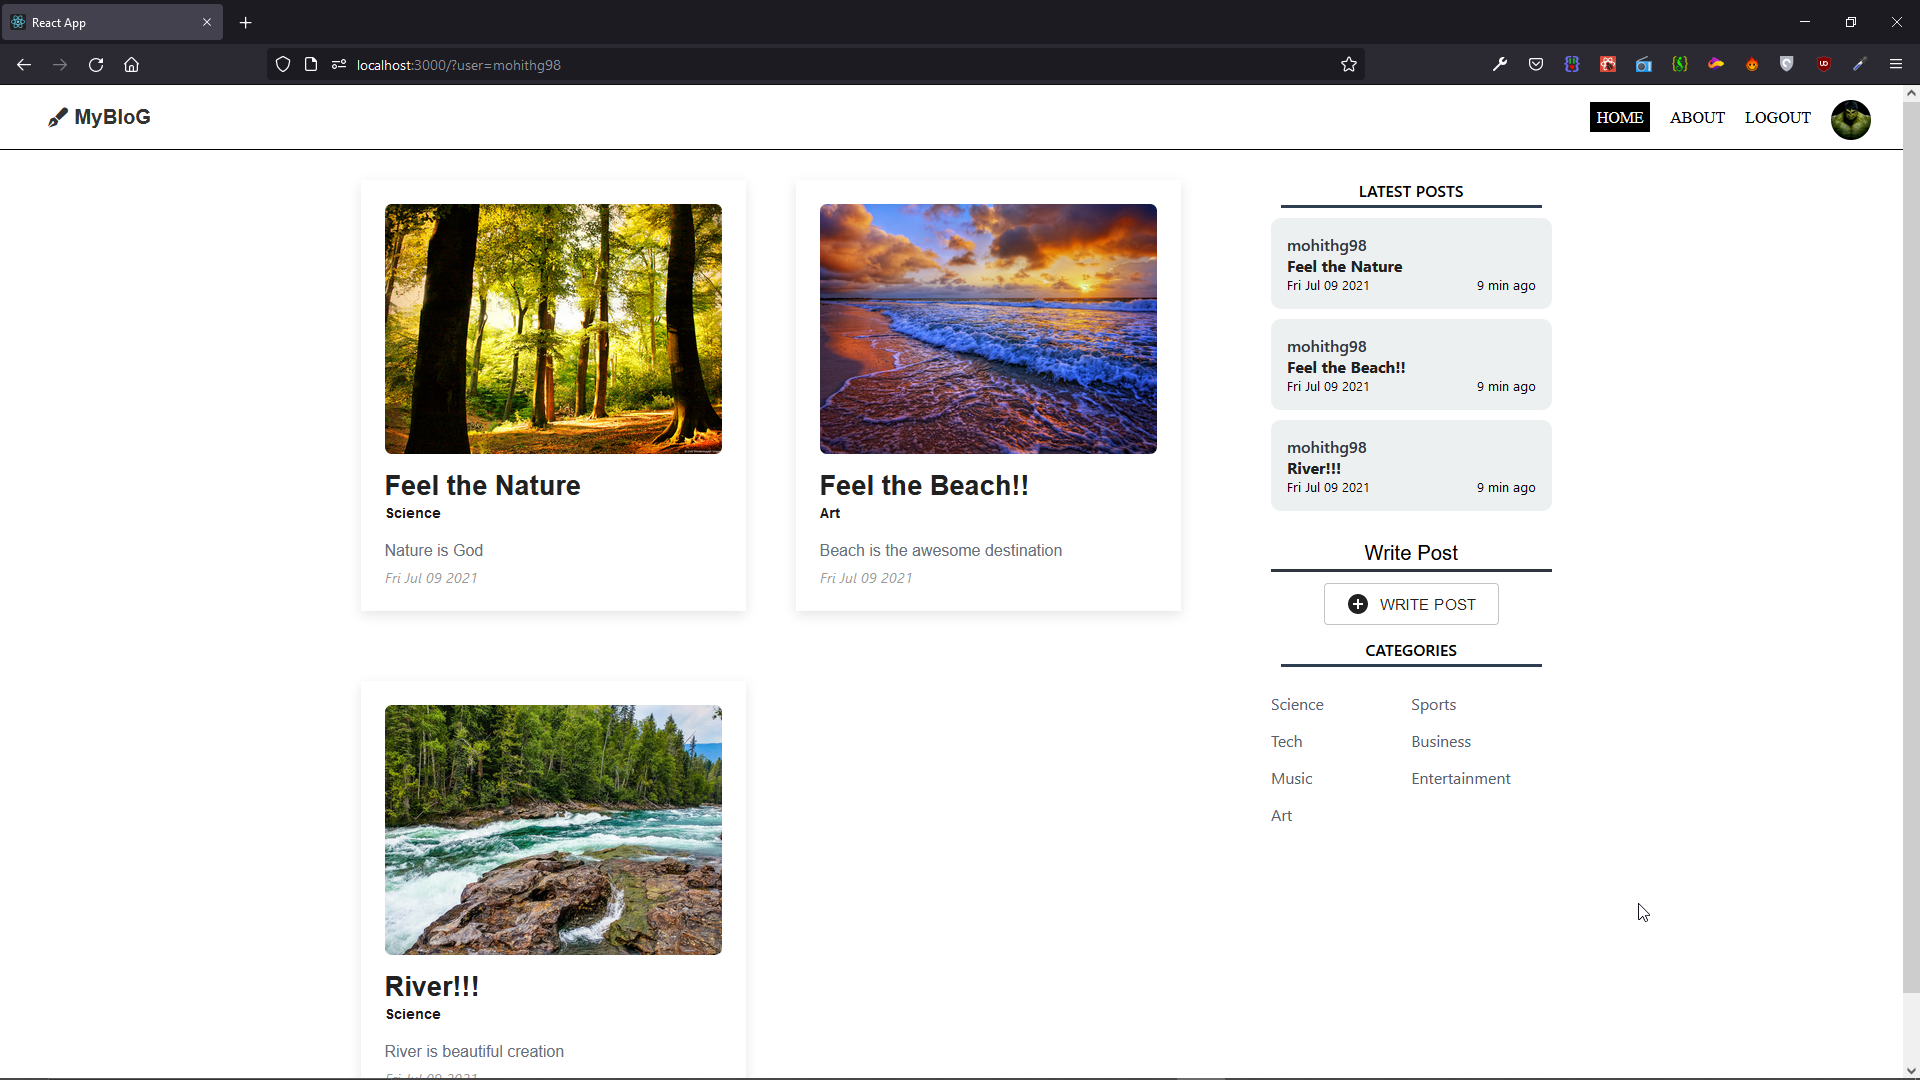 React App
localhost:3000/?user=mohithg98
MyBloG
HOME
ABOUT
LOGOUT
Feel the Nature
Science
Nature is God
Fri Jul 09 2021
Feel the Beach!!
Art
Beach is the awesome destination
Fri Jul 09 2021
River!!!
Science
River is beautiful creation
Fri Jul 09 2021
LATEST POSTS
mohithg98
Feel the Nature
Fri Jul 09 2021 9 min ago
mohithg98
Feel the Beach!!
Fri Jul 09 2021 9 min ago
mohithg98
River!!!
Fri Jul 09 2021 9 min ago
Write Post
WRITE POST
CATEGORIES
Science Sports
Tech Business
Music Entertainment
Art